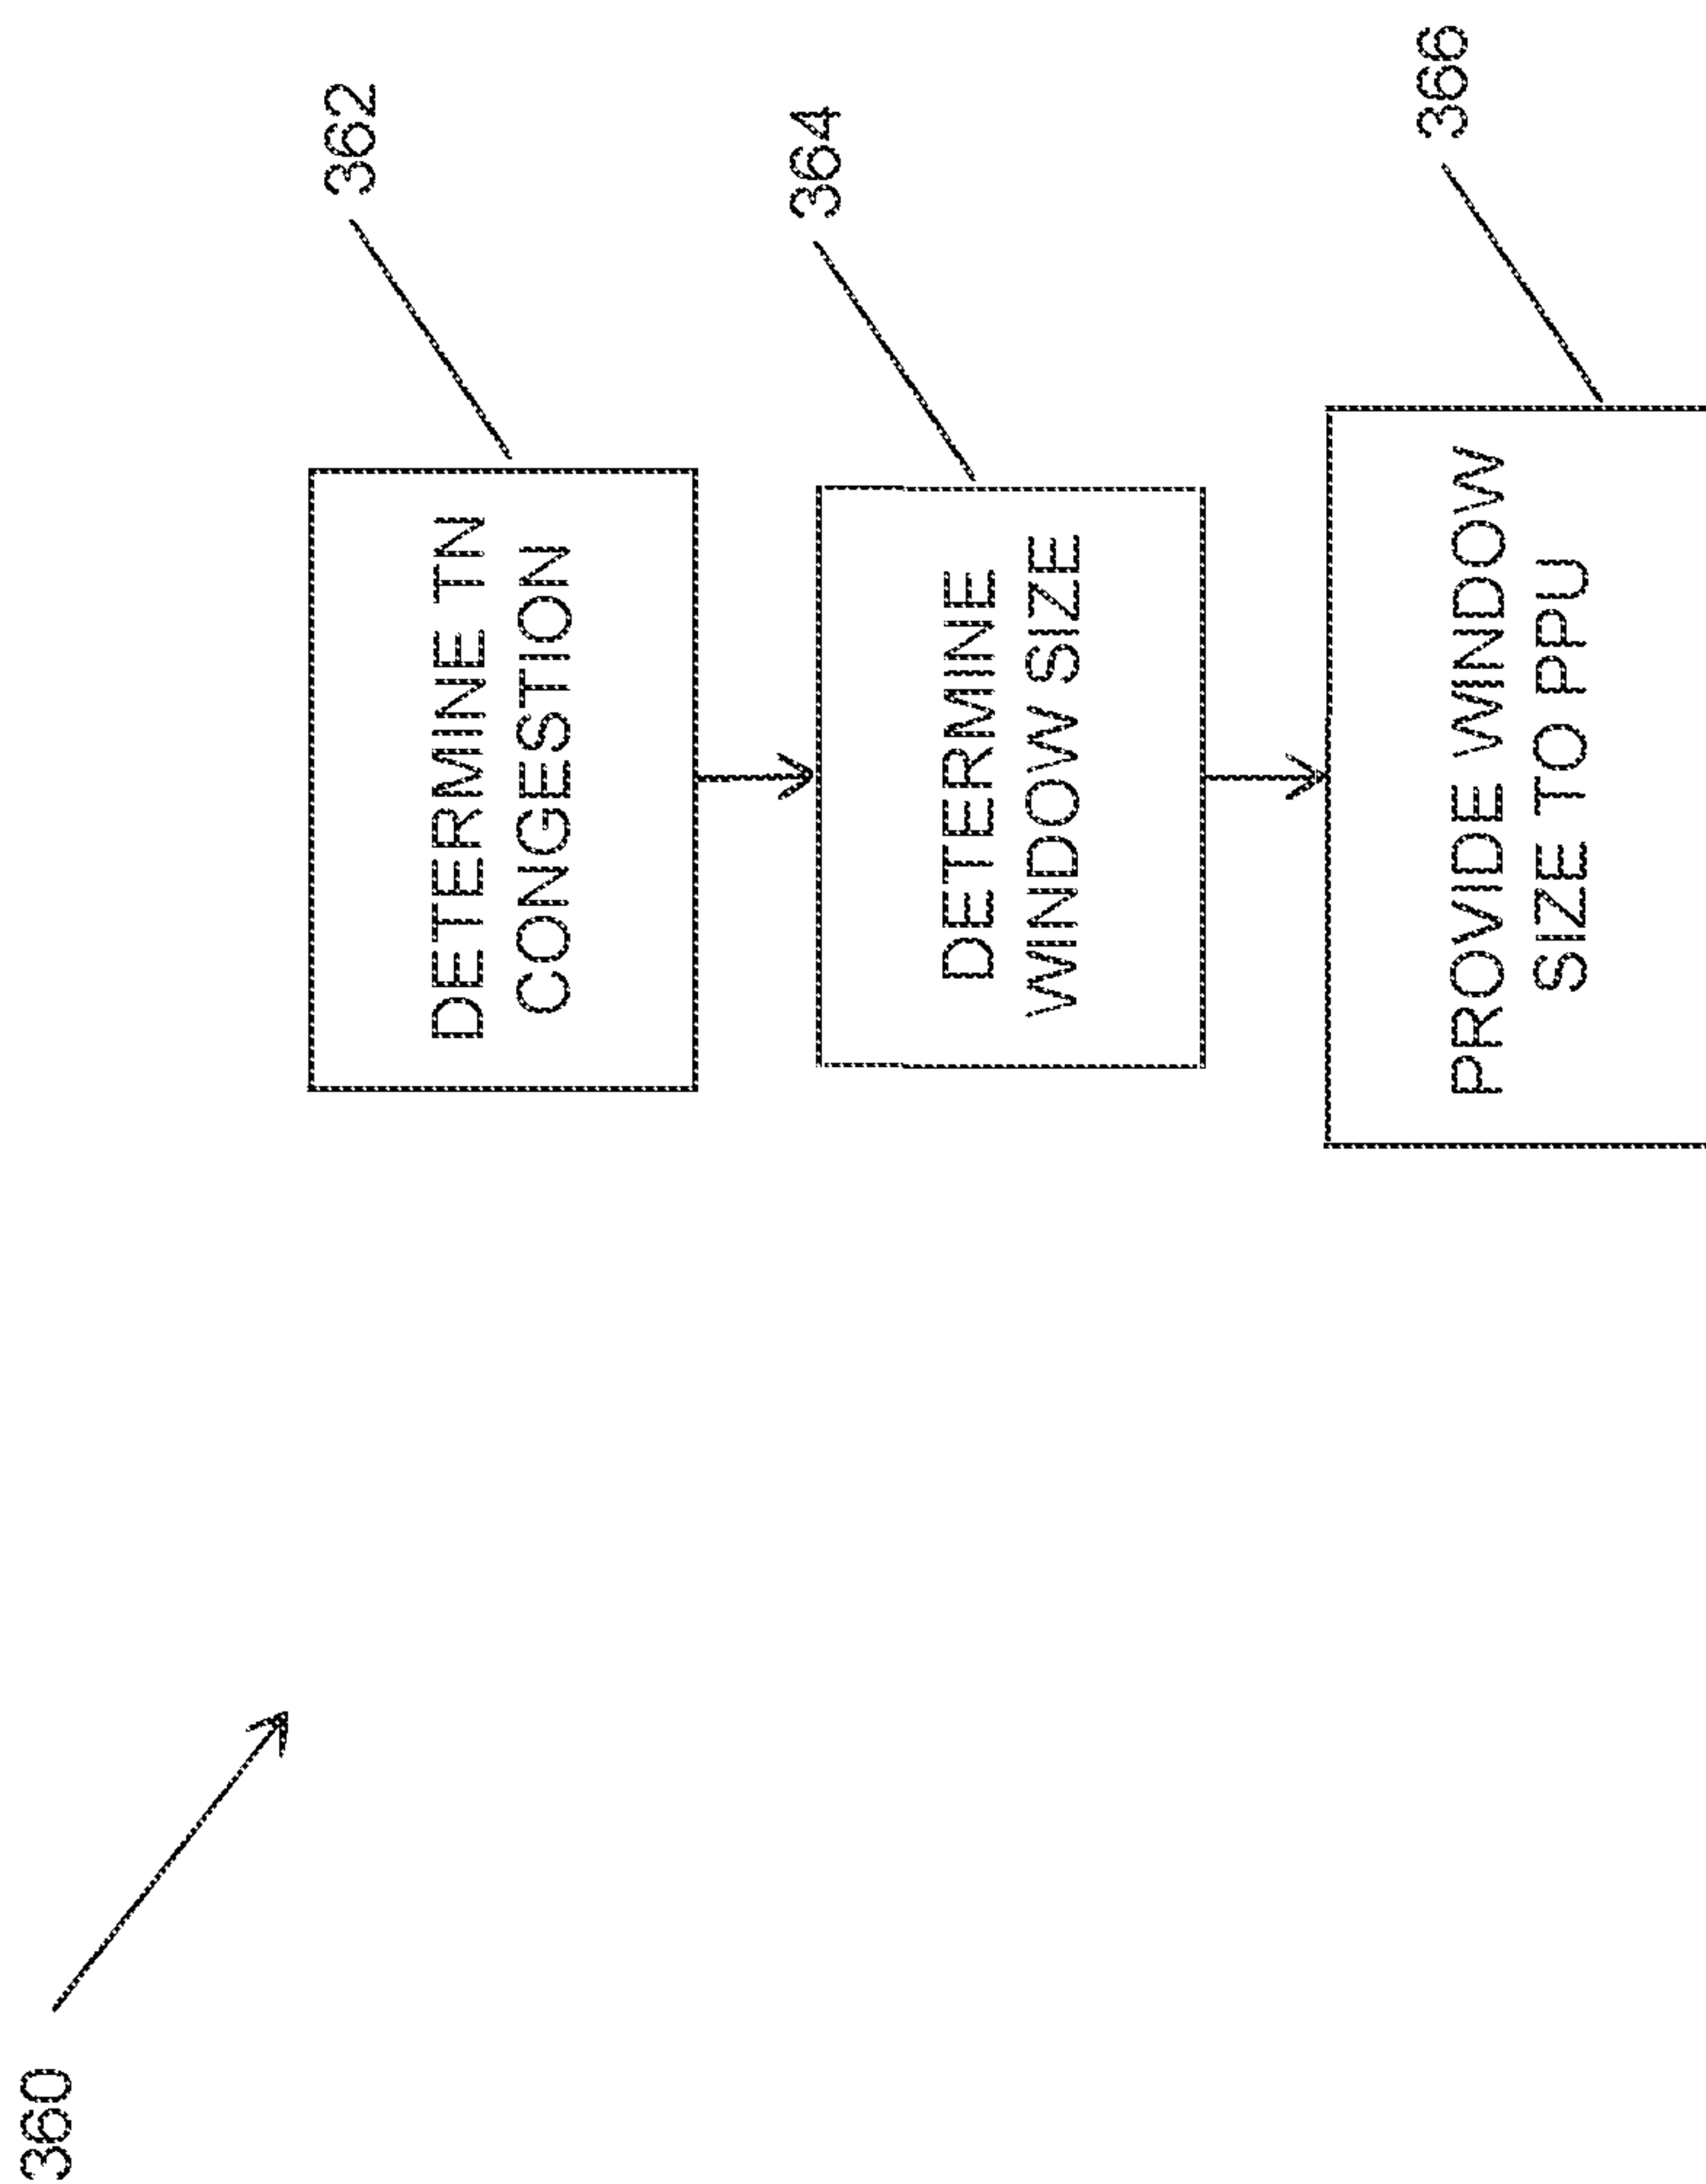 360
362
DETERMINE TN
CONGESTION
364
DETERMINE
WINDOW SIZE
366
PROVIDE WINDOW
SIZE TO PPU